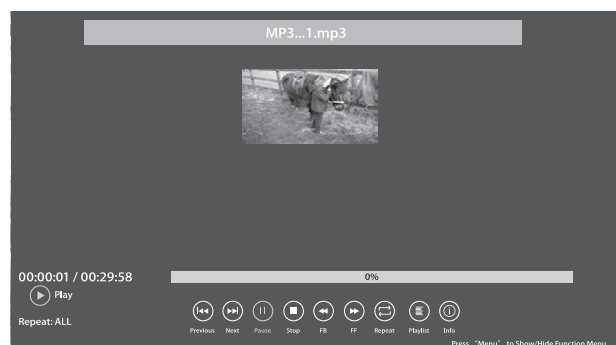 MP3...1.mp3
00:00:01 / 00:29:58
0%
Play
Repeat: ALL
Previous Next Pause Stop FB FF Repeat Playlist Info
Press "Menu" to Show/Hide Function Menu